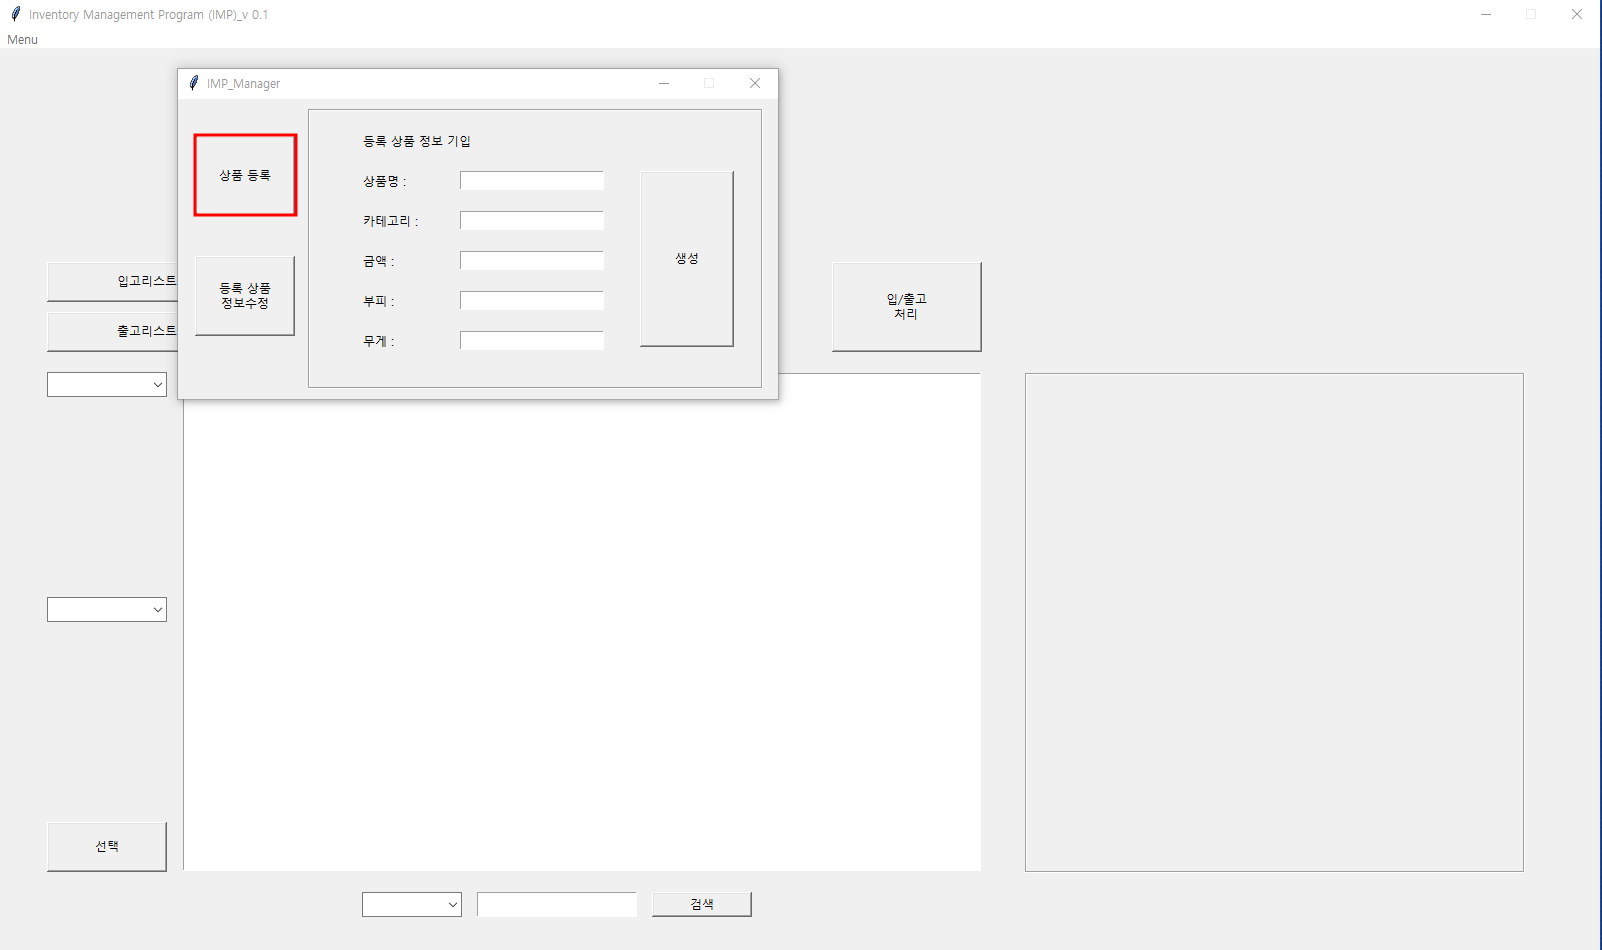 Inventory Management Program (IMP)_v 0.1
Menu
IMP_Manager
상품 등록
등록 상품
정보수정
등록 상품 정보 기입
상품명 :
카테고리 :
금액 :
부피 :
무게 :
생성
입고리스트
출고리스트
입/출고
처리
선택
검색